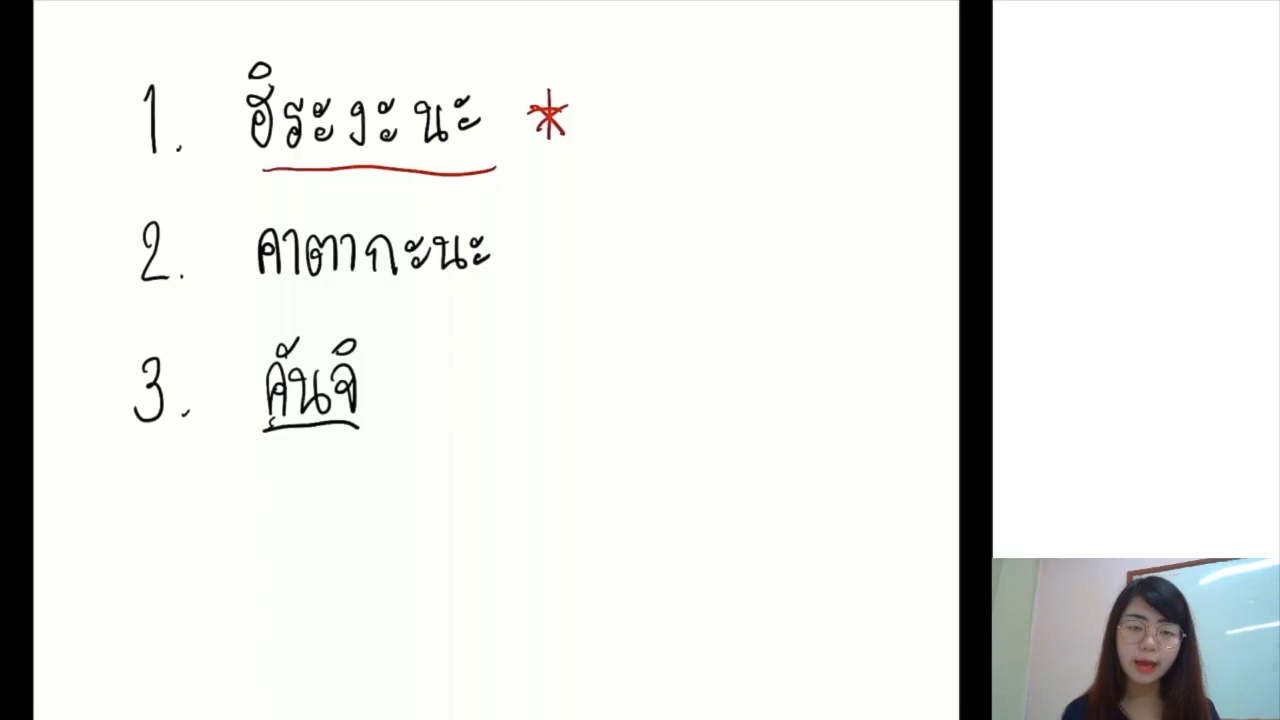 1. ฮิระงะนะ *
2. คาตากะนะ
3. คันจิ